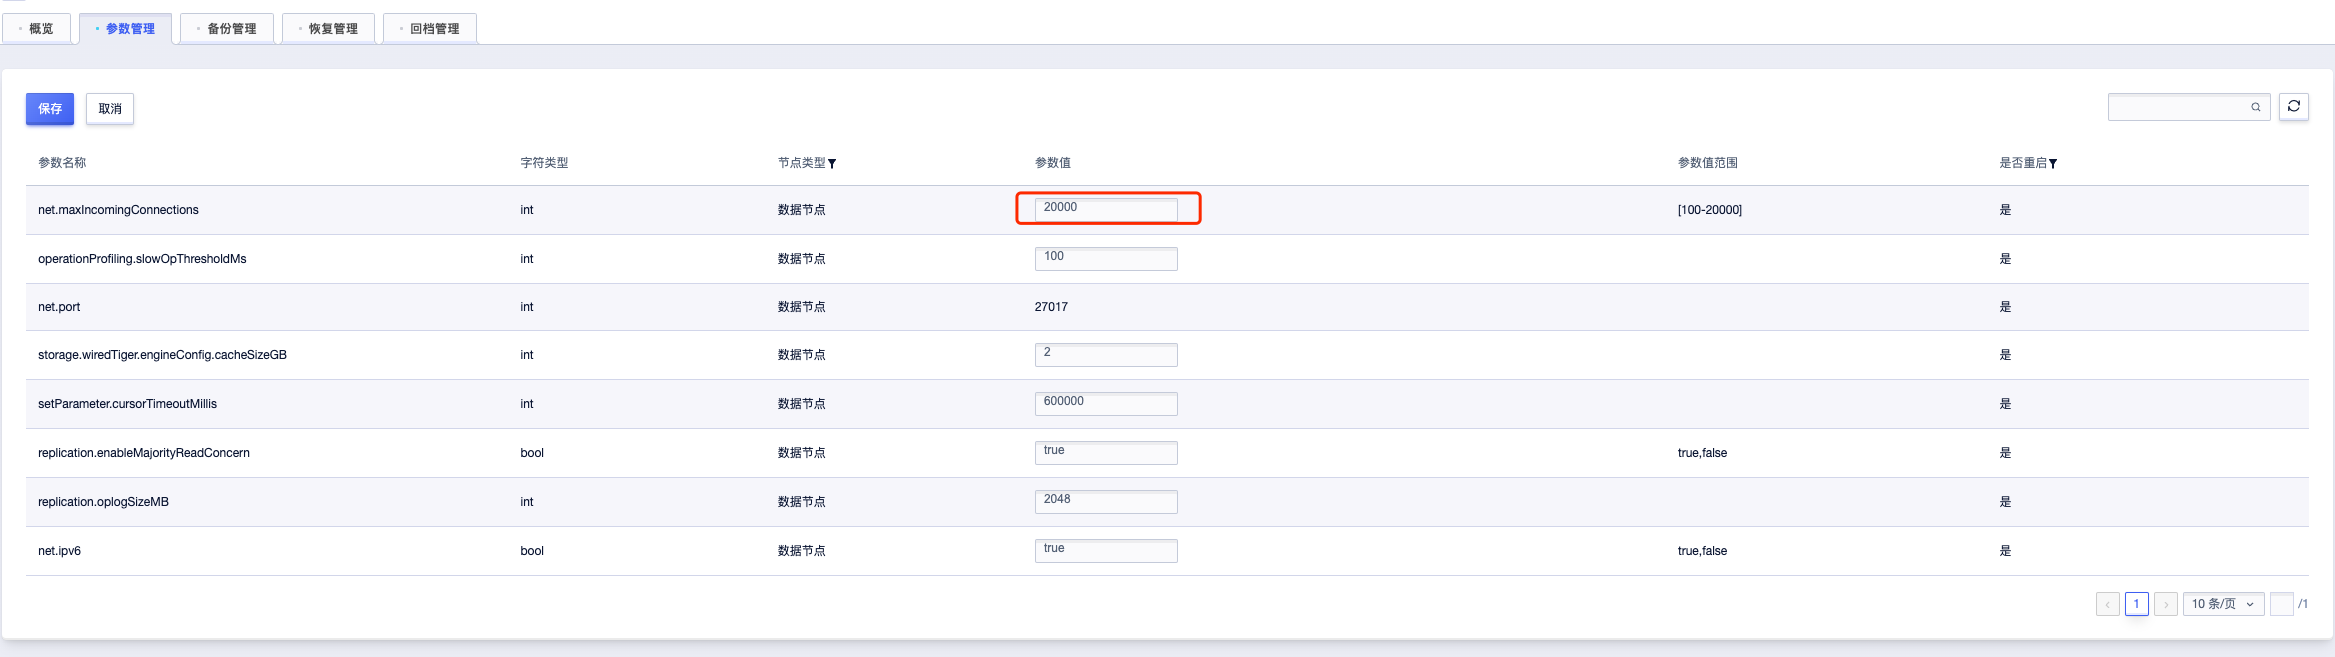 概览 参数管理 备份管理 恢复管理 回档管理
保存 取消
参数名称 字符类型 节点类型 参数值 参数值范围 是否重启
net.maxIncomingConnections int 数据节点 20000 [100-20000] 是
operationProfiling.slowOpThresholdMs int 数据节点 100 是
net.port int 数据节点 27017 是
storage.wiredTiger.engineConfig.cacheSizeGB int 数据节点 2 是
setParameter.cursorTimeoutMillis int 数据节点 600000 是
replication.enableMajorityReadConcern bool 数据节点 true true,false 是
replication.oplogSizeMB int 数据节点 2048 是
net.ipv6 bool 数据节点 true true,false 是
1 10 条/页 /1